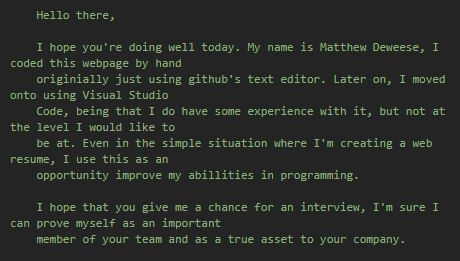 Hello there,
I hope you're doing well today. My name is Matthew Deweese, I
coded this webpage by hand
originially just using github's text editor. Later on, I moved
onto using Visual Studio
Code, being that I do have some experience with it, but not at
the level I would like to
be at. Even in the simple situation where I'm creating a web
resume, I use this as an
opportunity improve my abillities in programming.
I hope that you give me a chance for an interview, I'm sure I
can prove myself as an important
member of your team and as a true asset to your company.